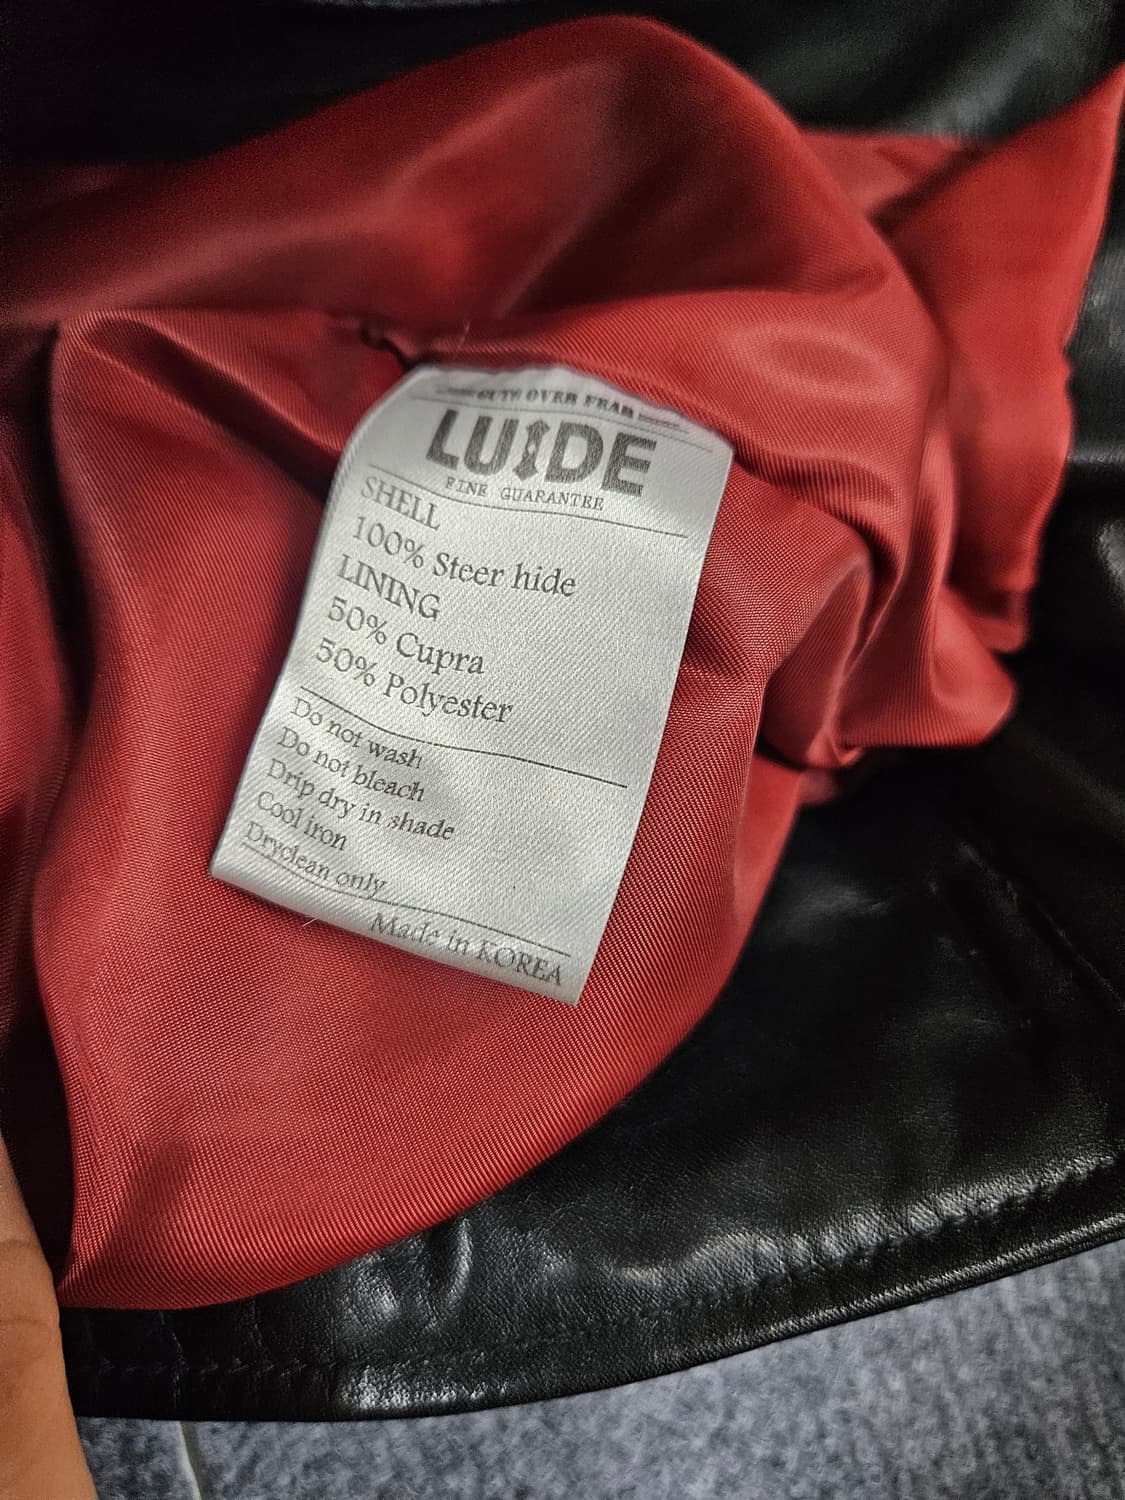 GUTS OVER FEAR
LUIDE
FINE GUARANTEE
SHELL
100% Steer hide
LINING
50% Cupra
50% Polyester
Do not wash
Do not bleach
Drip dry in shade
Cool iron
Dryclean only
Made in KOREA